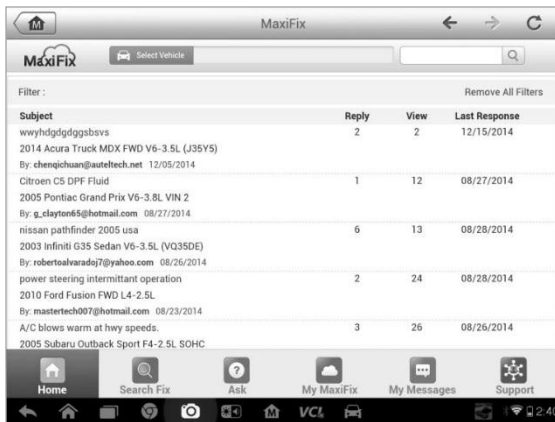 MaxiFix
MaxiFix Select Vehicle
Filter : Remove All Filters
Subject Reply View Last Response
wwyhdgdgdggsbsvs 2 2 12/15/2014
2014 Acura Truck MDX FWD V6-3.5L (J35Y5)
By: chenqichuan@auteltech.net 12/05/2014
Citroen C5 DPF Fluid 1 12 08/27/2014
2005 Pontiac Grand Prix V6-3.8L VIN 2
By: g_clayton65@hotmail.com 08/27/2014
nissan pathfinder 2005 usa 6 13 08/28/2014
2003 Infiniti G35 Sedan V6-3.5L (VQ35DE)
By: robertoalvaradoj7@yahoo.com 08/26/2014
power steering intermittant operation 2 24 08/28/2014
2010 Ford Fusion FWD L4-2.5L
By: mastertech007@hotmail.com 08/23/2014
A/C blows warm at hwy speeds. 3 26 08/26/2014
2005 Subaru Outback Sport F4-2.5L SOHC
Home Search Fix Ask My MaxiFix My Messages Support
VCI 2:40